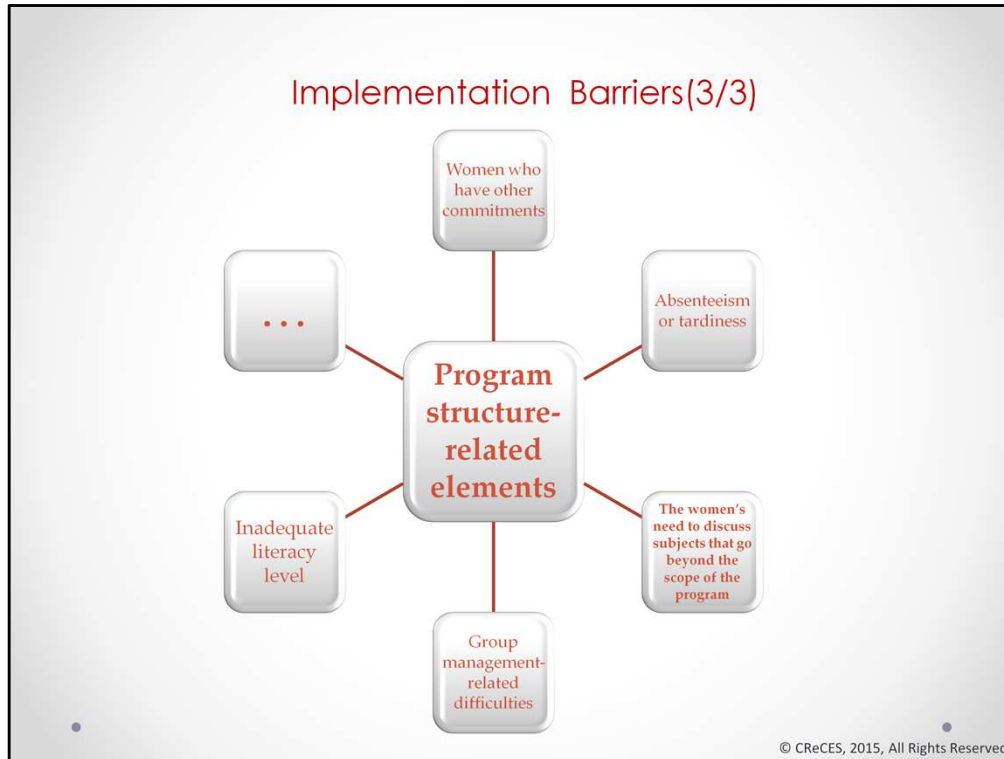 Implementation Barriers(3/3)
Women who
have other
commitments
Absenteeism
or tardiness
The women's
need to discuss
subjects that go
beyond the
scope of the
program
Group
management-
related
difficulties
Inadequate
literacy
level
...
Program
structure-
related
elements
© CReCES, 2015, All Rights Reserved